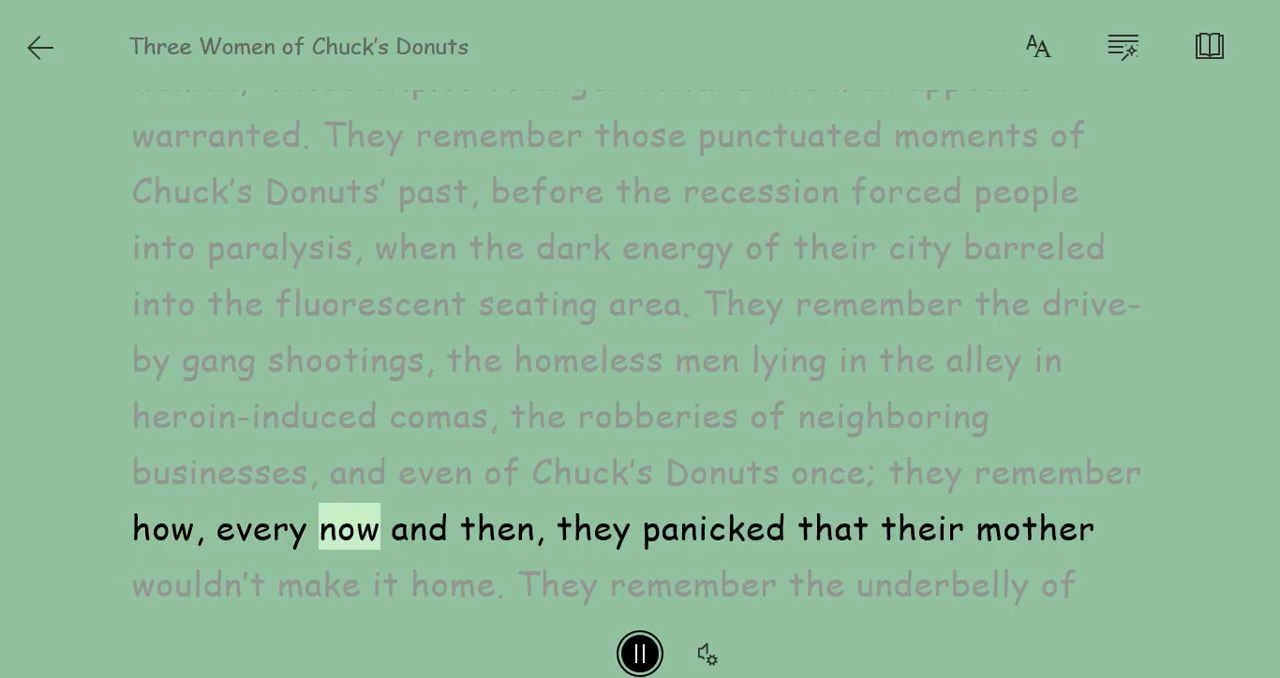 Three Women of Chuck's Donuts
warranted. They remember those punctuated moments of
Chuck's Donuts' past, before the recession forced people
into paralysis, when the dark energy of their city barreled
into the fluorescent seating area. They remember the drive-
by gang shootings, the homeless men lying in the alley in
heroin-induced comas, the robberies of neighboring
businesses, and even of Chuck's Donuts once; they remember
how, every now and then, they panicked that their mother
wouldn't make it home. They remember the underbelly of